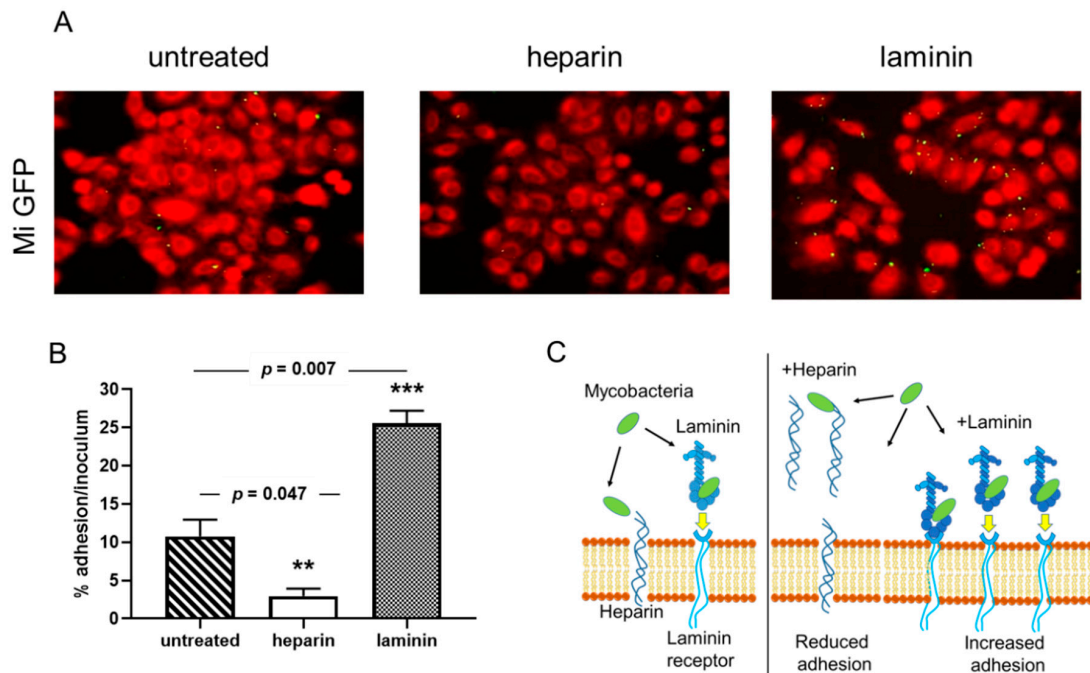 A
untreated
heparin
laminin
Mi GFP
B
p = 0.007
***
p = 0.047
**
% adhesion/inoculum
30
25
20
15
10
5
0
untreated
heparin
laminin
C
Mycobacteria
Laminin
Heparin
Laminin
receptor
+Heparin
+Laminin
Reduced
adhesion
Increased
adhesion